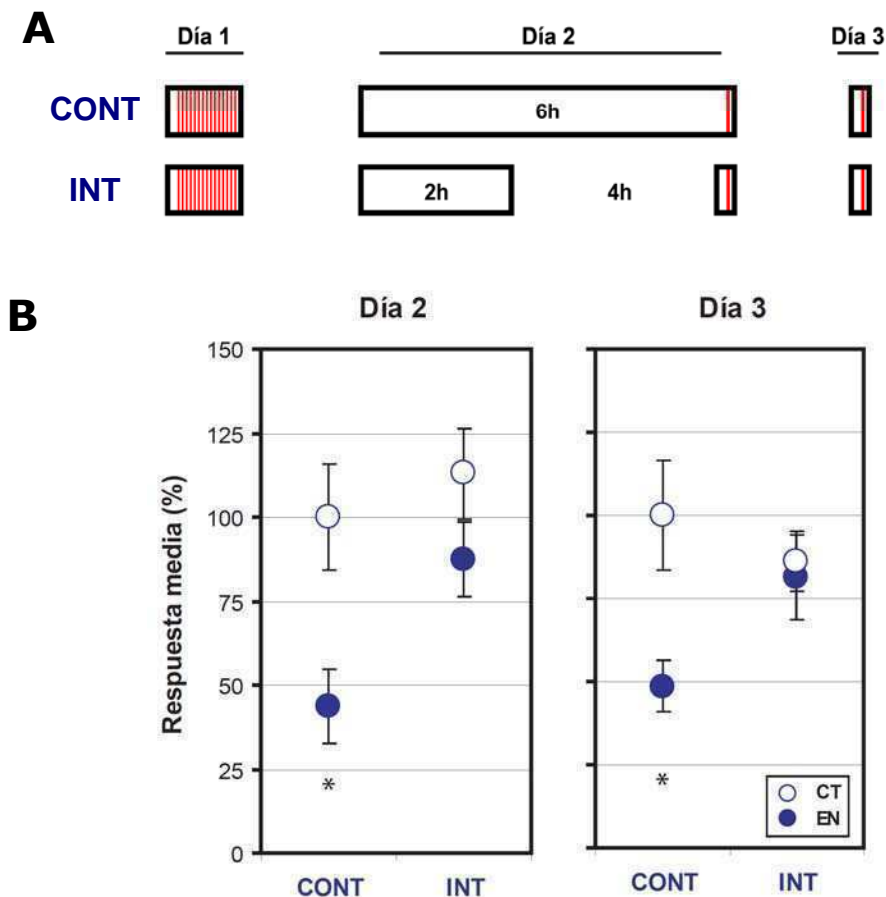 A
Día 1
Día 2
Día 3
CONT
6h
INT
2h
4h
B
Día 2
Día 3
Respuesta media (%)
150
125
100
75
50
25
0
*
*
CT
EN
CONT
INT
CONT
INT